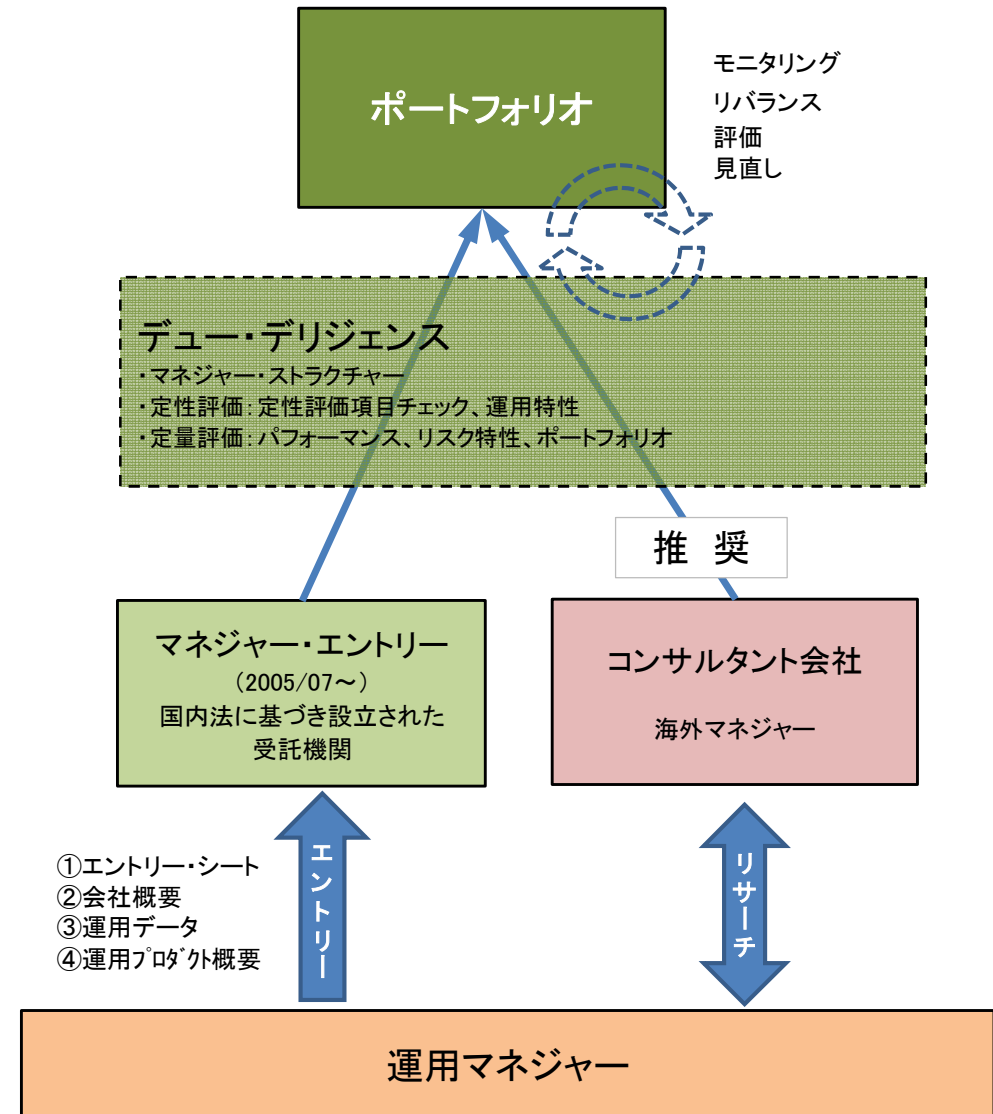 ポートフォリオ
モニタリング
リバランス
評価
見直し
デュー・デリジェンス
・マネジャー・ストラクチャー
・定性評価：定性評価項目チェック、運用特性
・定量評価：パフォーマンス、リスク特性、ポートフォリオ
推 奨
マネジャー・エントリー
（2005/07～）
国内法に基づき設立された
受託機関
コンサルタント会社
海外マネジャー
①エントリー・シート
②会社概要
③運用データ
④運用ﾌﾟﾛﾀﾞｸﾄ概要
エントリー
リサーチ
運用マネジャー